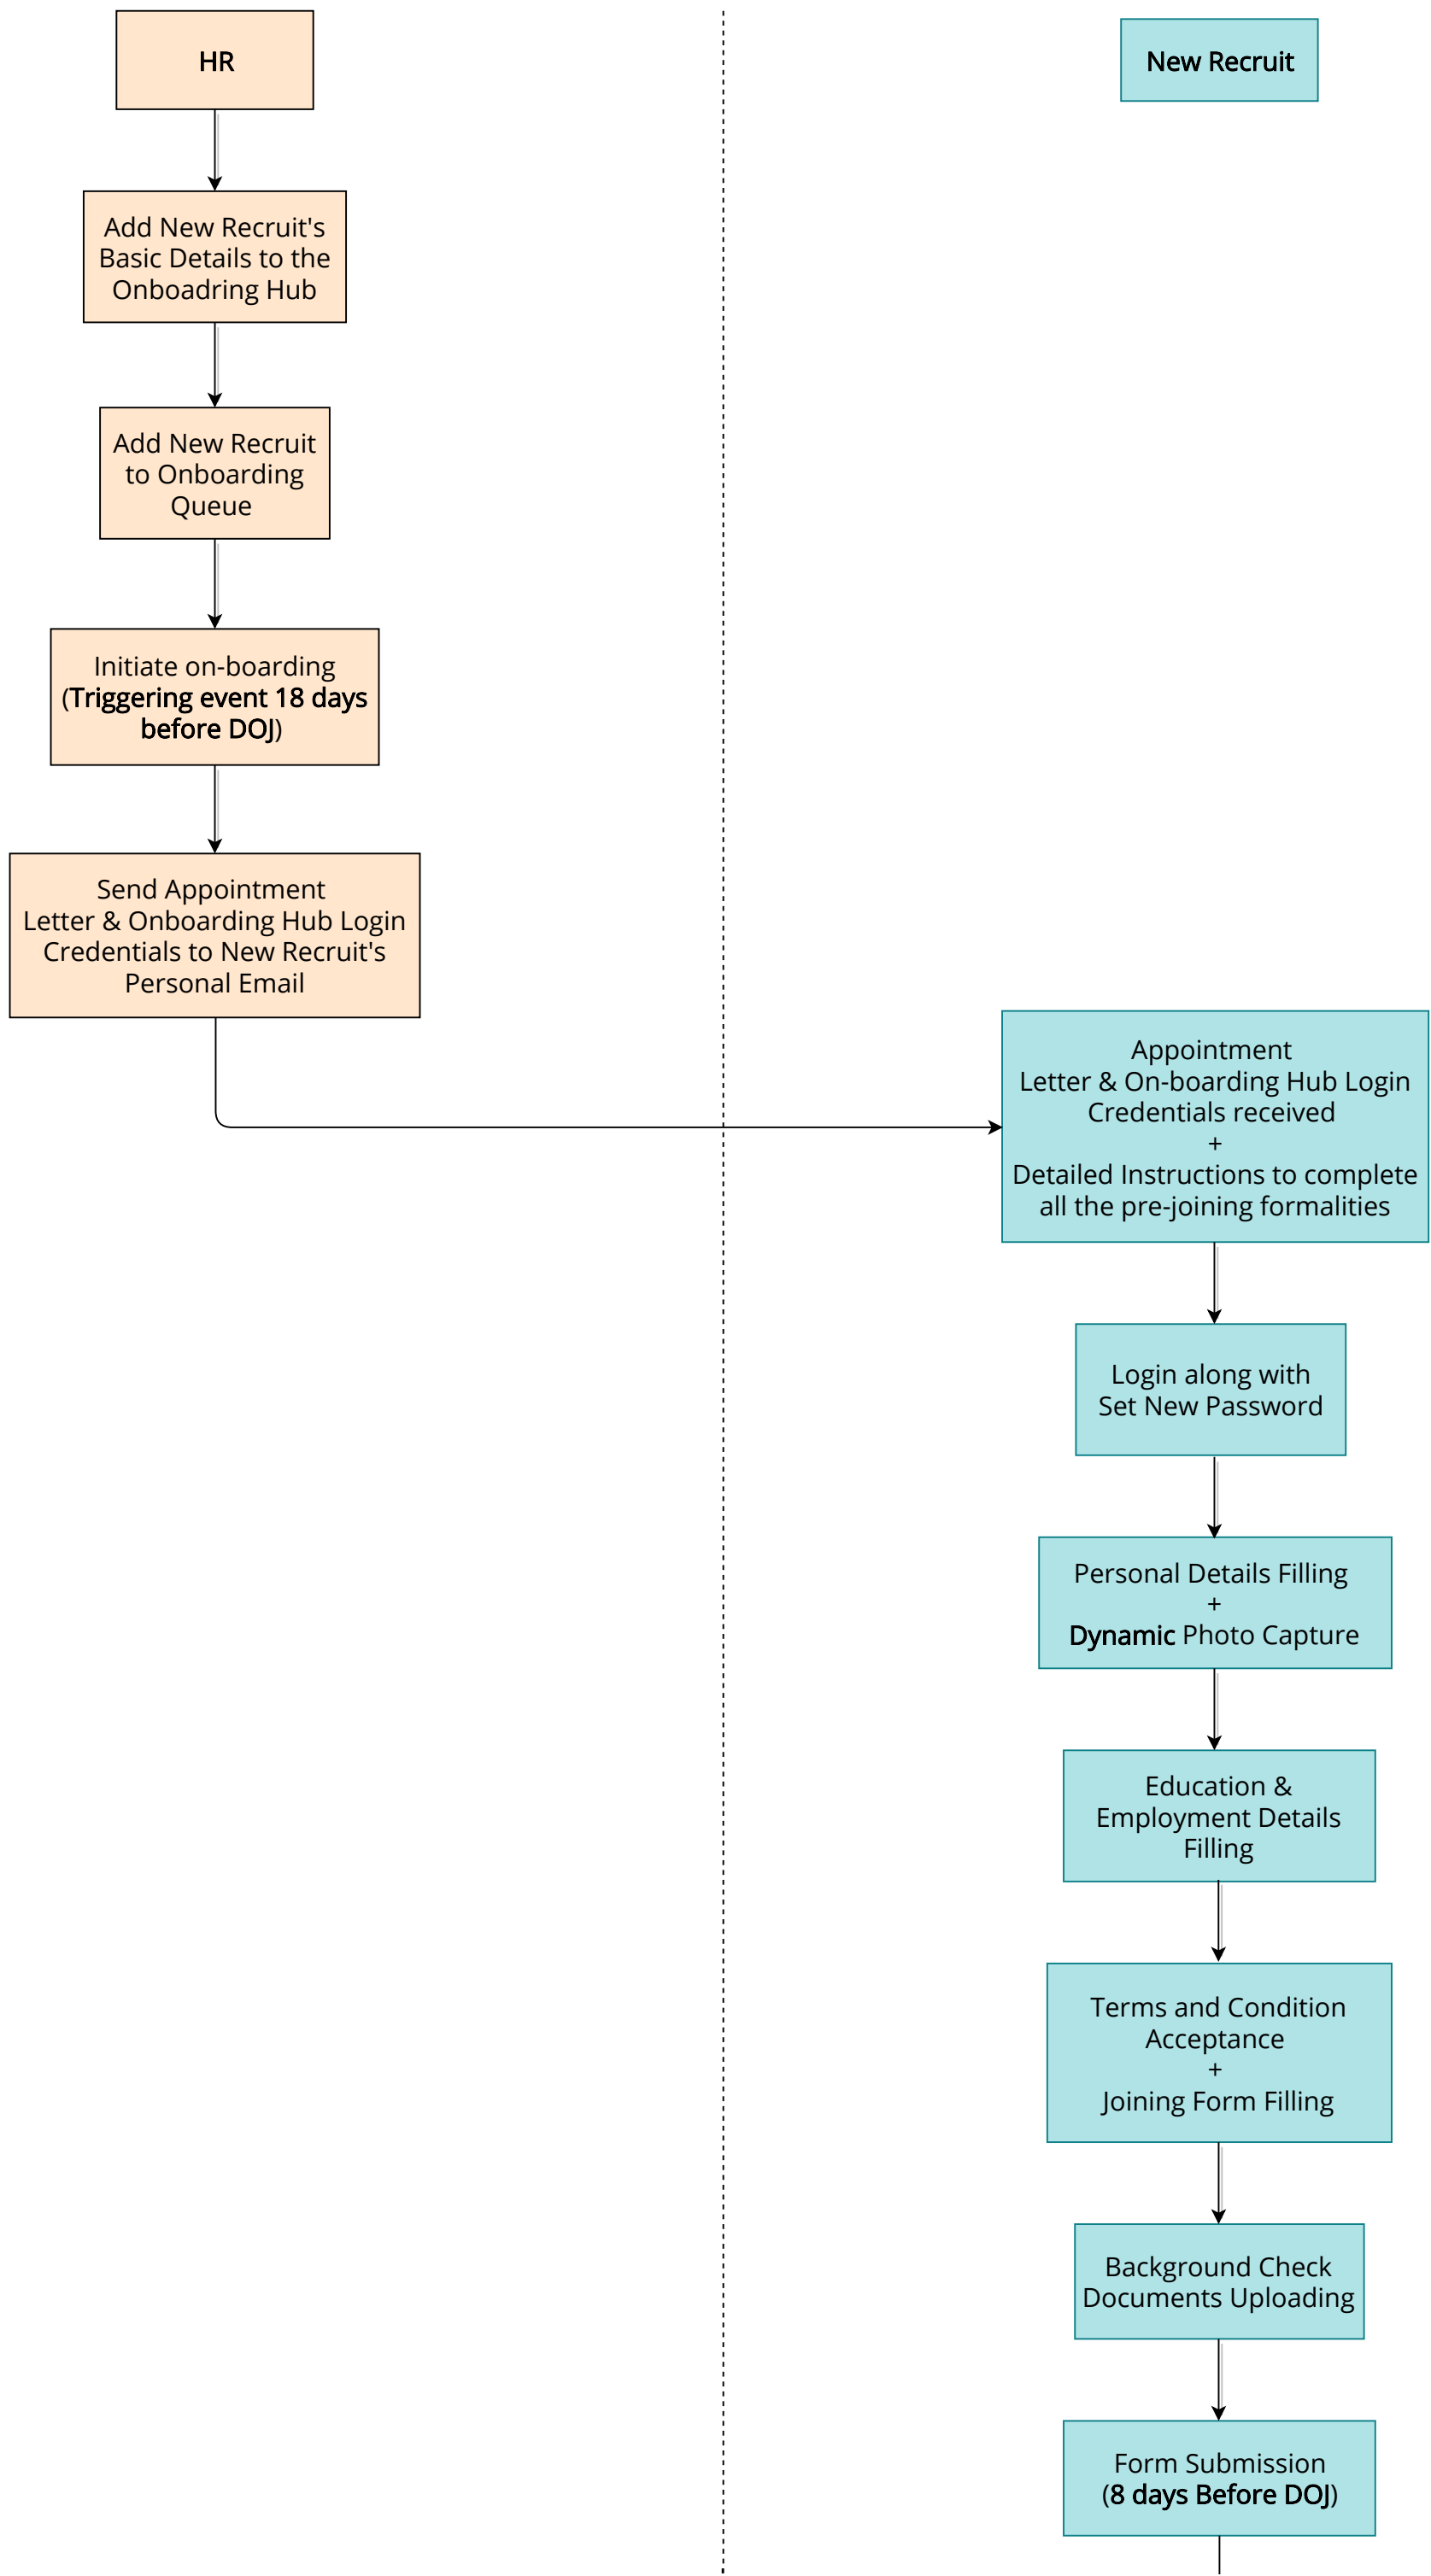 HR
New Recruit
Add New Recruit's
Basic Details to the
Onboadring Hub
Add New Recruit
to Onboarding
Queue
Initiate on-boarding
(Triggering event 18 days
before DOJ)
Send Appointment
Letter & Onboarding Hub Login
Credentials to New Recruit's
Personal Email
Appointment
Letter & On-boarding Hub Login
Credentials received
+
Detailed Instructions to complete
all the pre-joining formalities
Login along with
Set New Password
Personal Details Filling
+
Dynamic Photo Capture
Education &
Employment Details
Filling
Terms and Condition
Acceptance
+
Joining Form Filling
Background Check
Documents Uploading
Form Submission
(8 days Before DOJ)